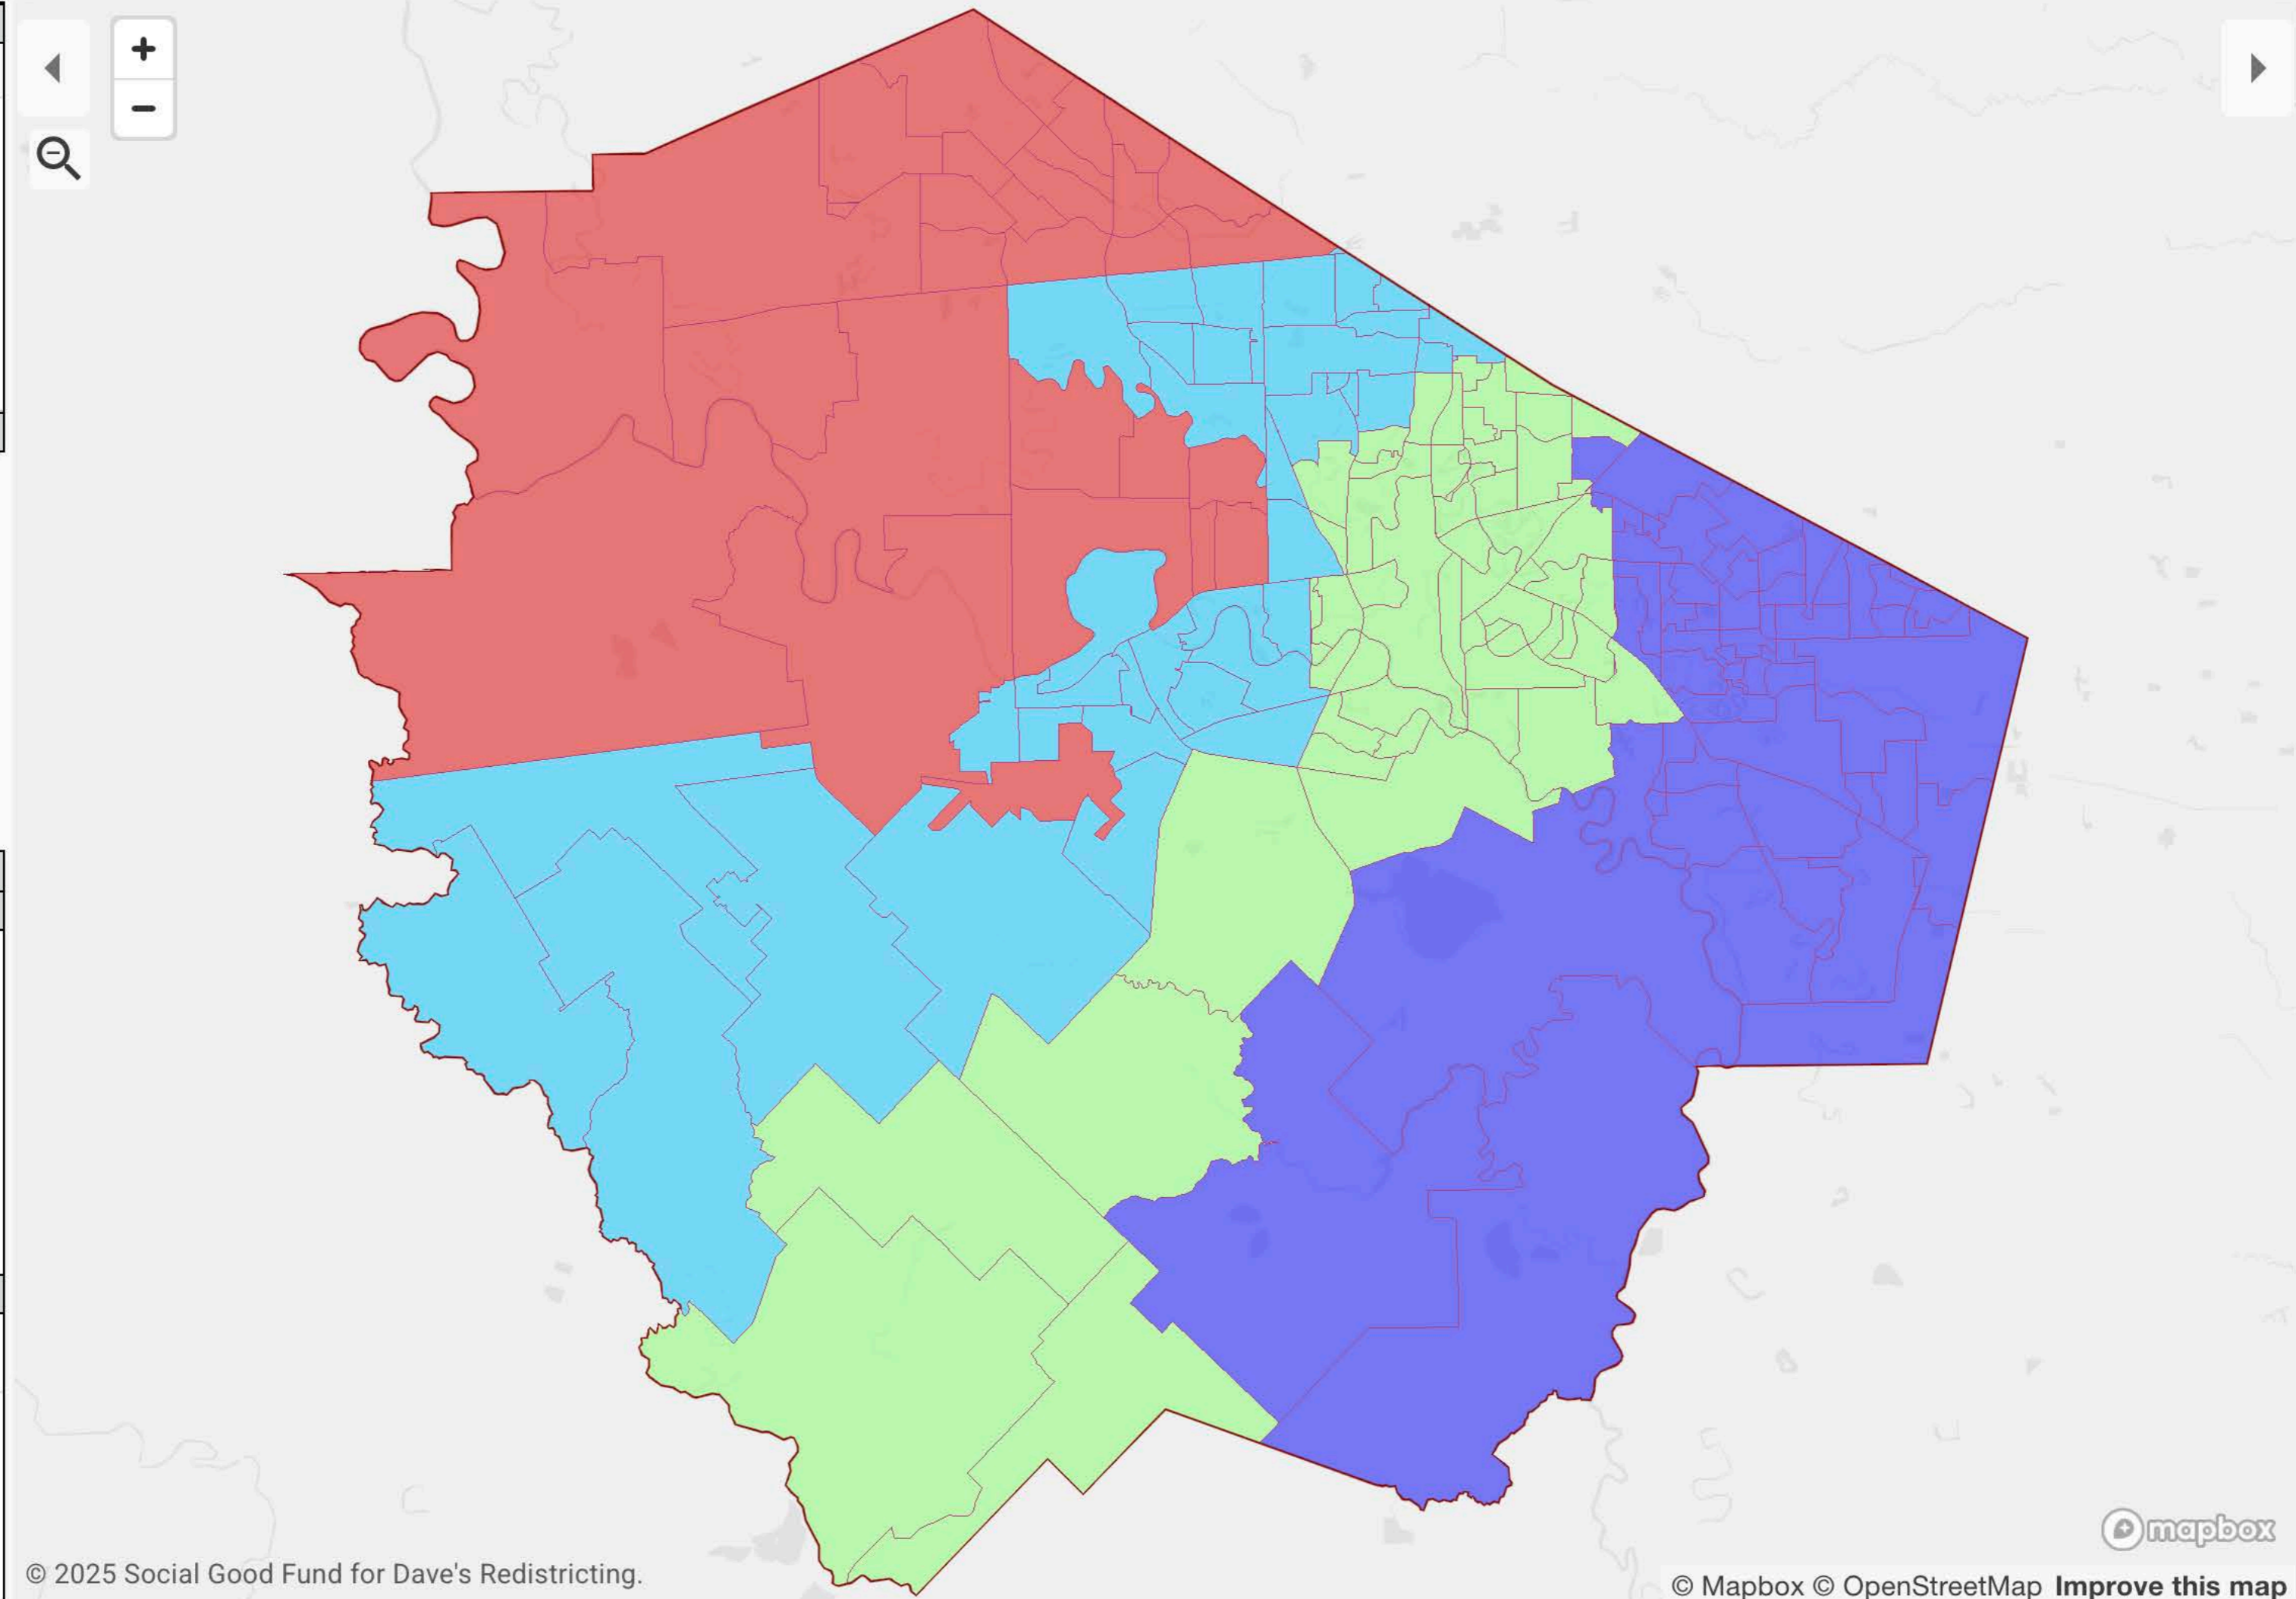 +
−
mapbox
© 2025 Social Good Fund for Dave's Redistricting.
© Mapbox © OpenStreetMap Improve this map